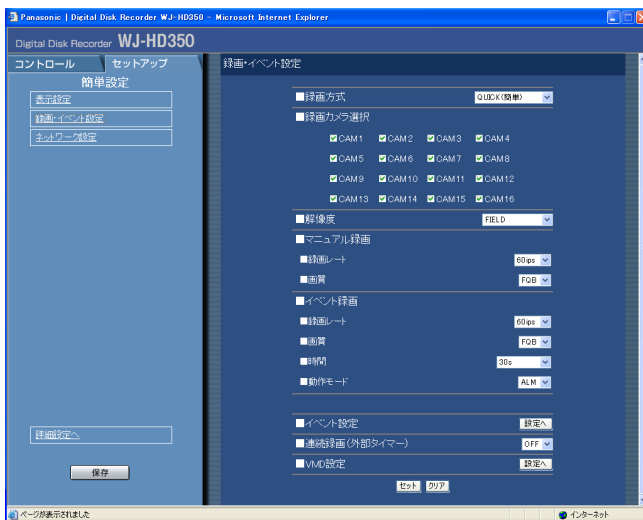 Panasonic | Digital Disk Recorder WJ-HD350 - Microsoft Internet Explorer
Digital Disk Recorder WJ-HD350
コントロール
セットアップ
簡単設定
表示設定
録画・イベント設定
ネットワーク設定
詳細設定へ
保存
録画・イベント設定
■録画方式 QUICK(簡単)
■録画カメラ選択
CAM1 CAM2 CAM3 CAM4
CAM5 CAM6 CAM7 CAM8
CAM9 CAM10 CAM11 CAM12
CAM13 CAM14 CAM15 CAM16
■解像度 FIELD
■マニュアル録画
■録画レート 60ips
■画質 FQB
■イベント録画
■録画レート 60ips
■画質 FQB
■時間 30s
■動作モード ALM
■イベント設定 設定へ
■連続録画(外部タイマー) OFF
■VMD設定 設定へ
セット クリア
ページが表示されました インターネット